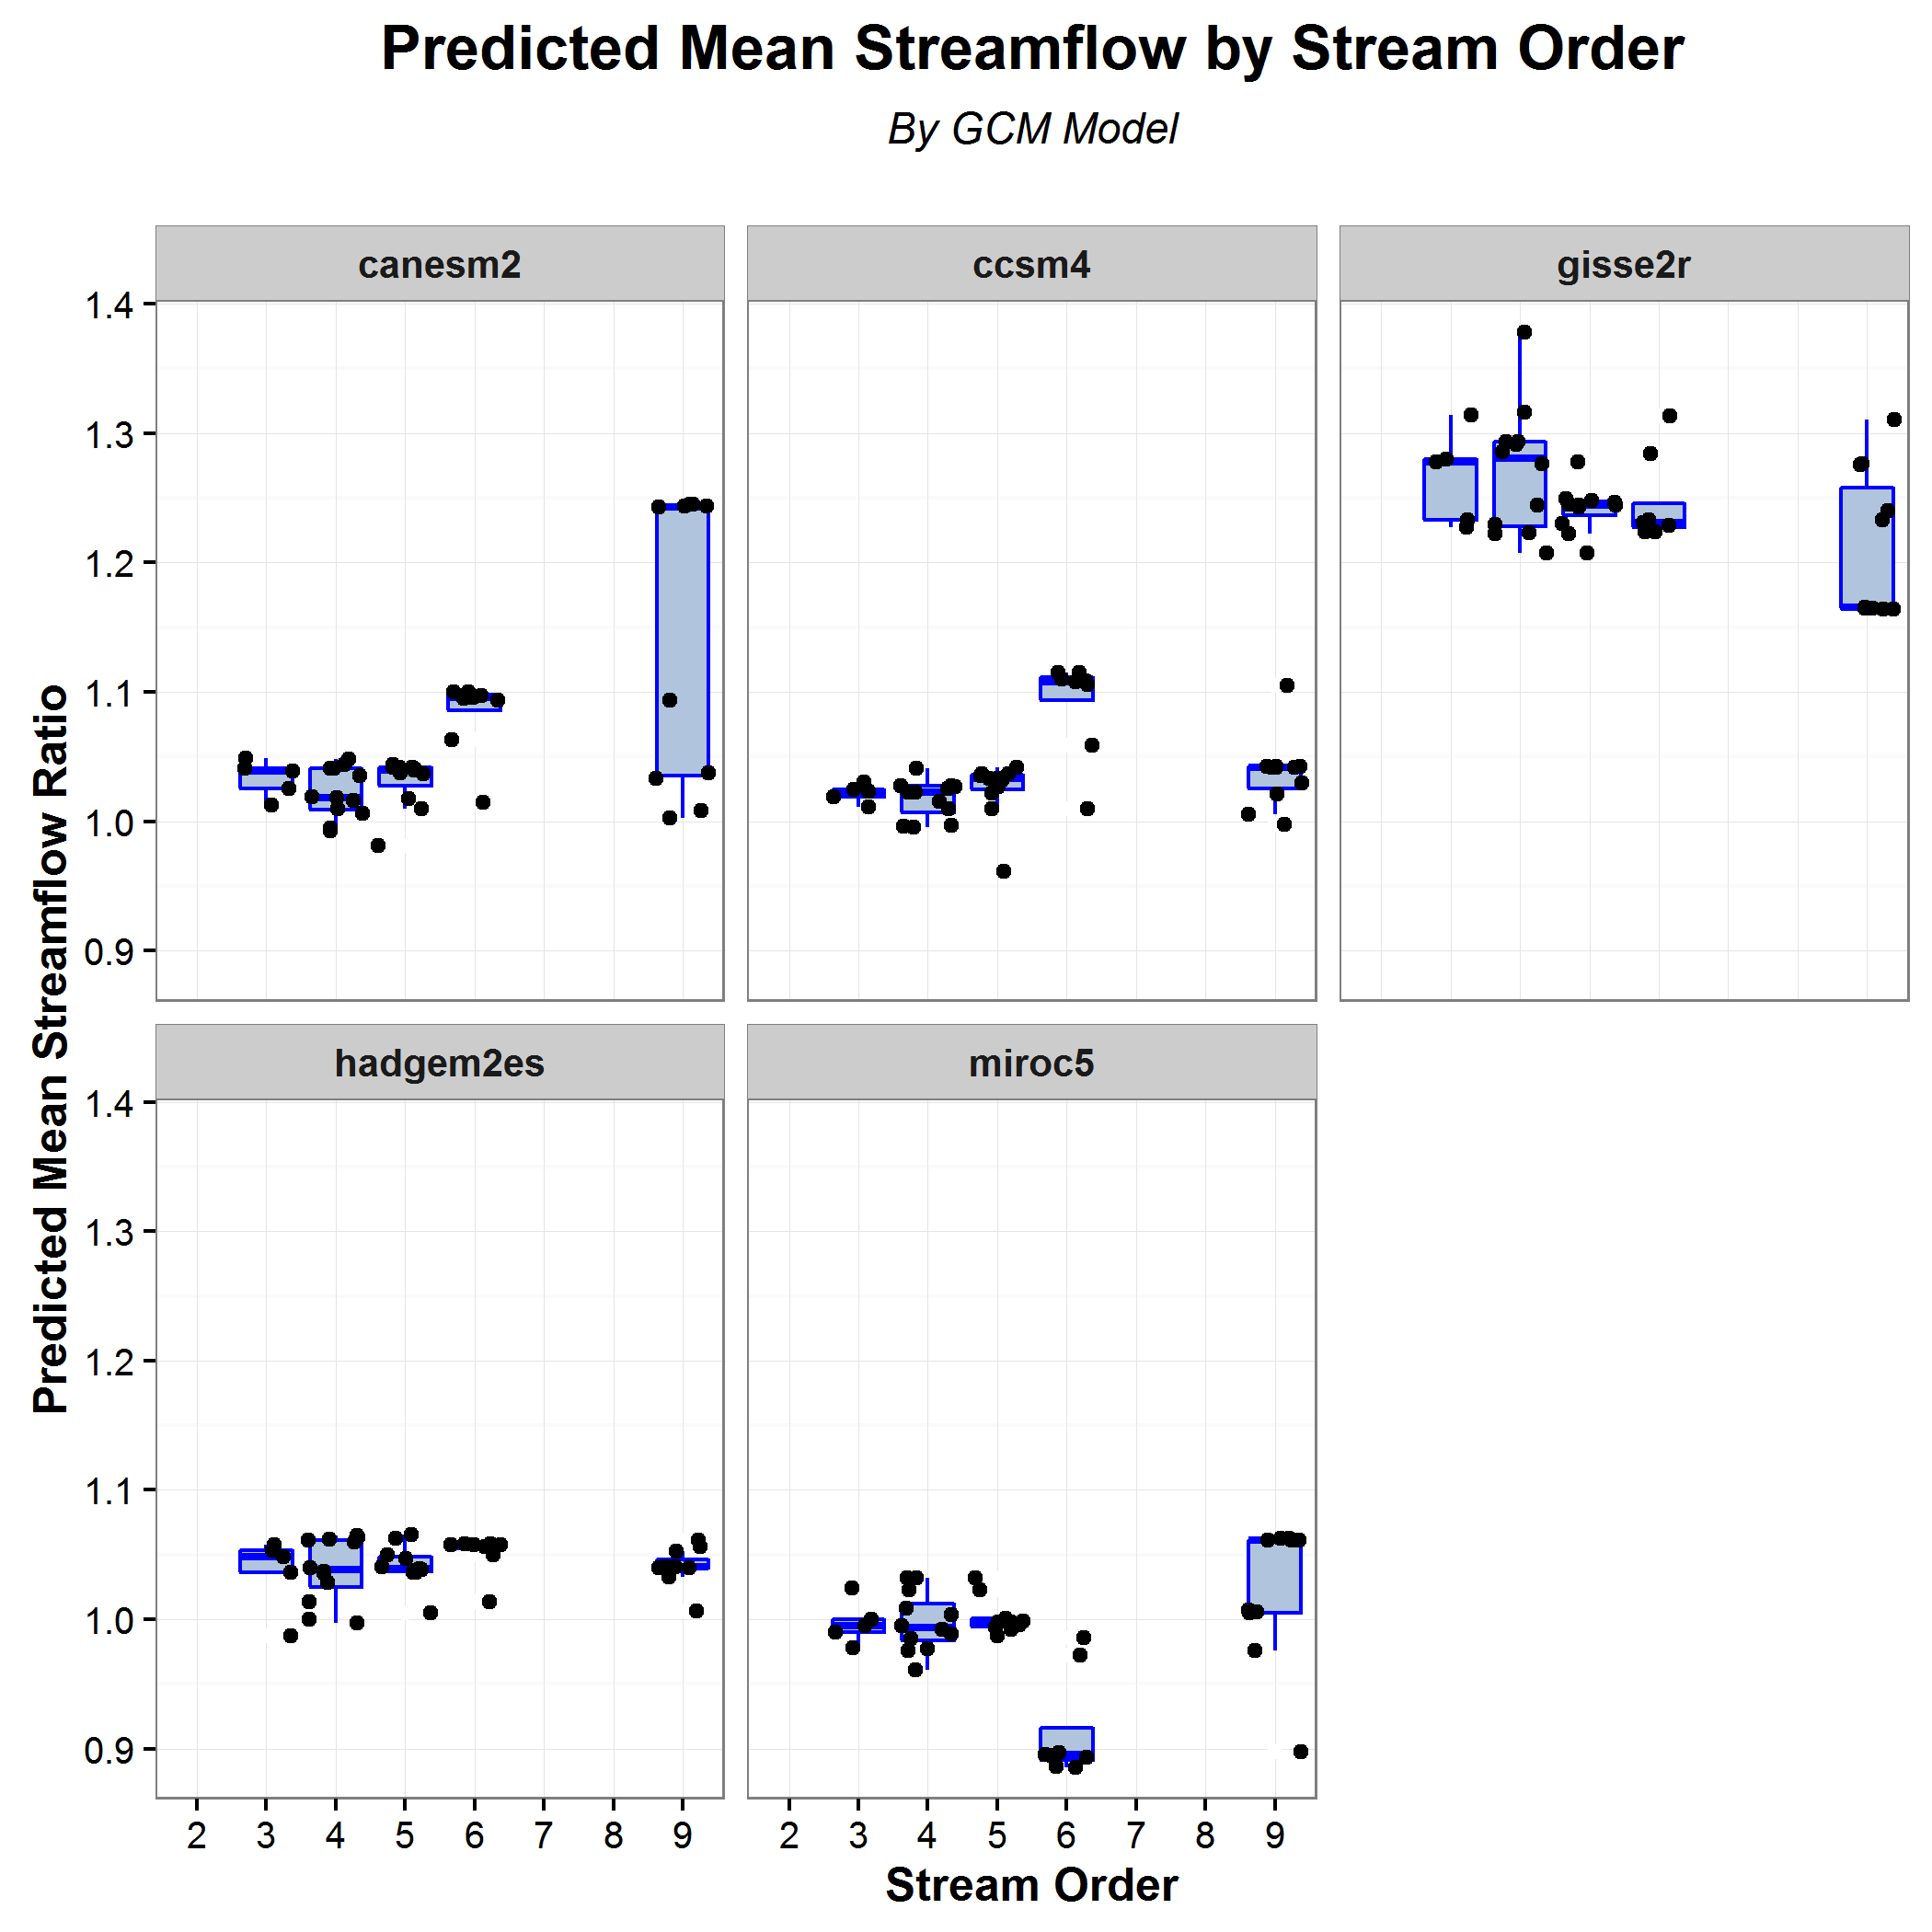 Predicted Mean Streamflow by Stream Order
By GCM Model
Predicted Mean Streamflow Ratio
canesm2
ccsm4
gisse2r
1.4
1.3
1.2
1.1
1.0
0.9
hadgem2es
miroc5
1.4
1.3
1.2
1.1
1.0
0.9
2 3 4 5 6 7 8 9
2 3 4 5 6 7 8 9
Stream Order